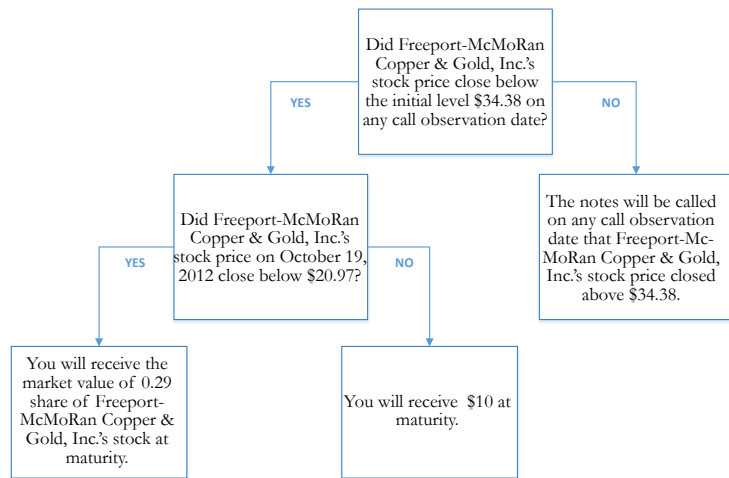 Did Freeport-McMoRan
Copper & Gold, Inc.'s
stock price close below
the initial level $34.38 on
any call observation date?
YES
NO
Did Freeport-McMoRan
Copper & Gold, Inc.'s
stock price on October 19,
2012 close below $20.97?
The notes will be called
on any call observation
date that Freeport-Mc-
MoRan Copper & Gold,
Inc.'s stock price closed
above $34.38.
YES
NO
You will receive the
market value of 0.29
share of Freeport-
McMoRan Copper &
Gold, Inc.'s stock at
maturity.
You will receive $10 at
maturity.